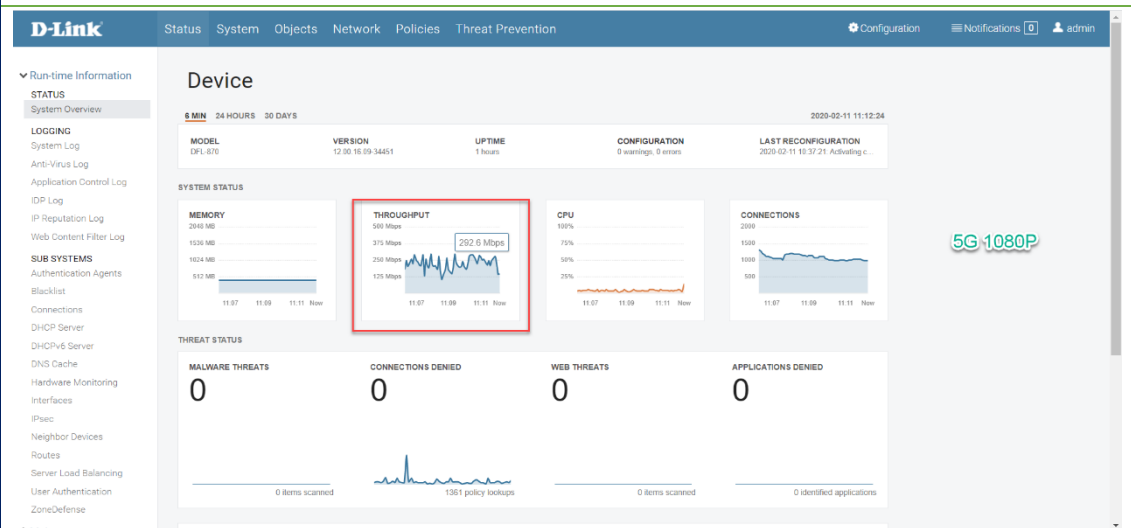 D-Link
Status System Objects Network Policies Threat Prevention
Configuration Notifications 0 admin
Run-time Information
STATUS
System Overview
LOGGING
System Log
Anti-Virus Log
Application Control Log
IDP Log
IP Reputation Log
Web Content Filter Log
SUB SYSTEMS
Authentication Agents
Blacklist
Connections
DHCP Server
DHCPv6 Server
DNS Cache
Hardware Monitoring
Interfaces
IPsec
Neighbor Devices
Routes
Server Load Balancing
User Authentication
ZoneDefense
Device
6 MIN 24 HOURS 30 DAYS 2020-02-11 11:12:24
MODEL VERSION UPTIME CONFIGURATION LAST RECONFIGURATION
DFL-870 12.00.16.09-34451 1 hours 0 warnings, 0 errors 2020-02-11 10:37:21: Activating c...
SYSTEM STATUS
MEMORY
2048 MB
1536 MB
1024 MB
512 MB
11:07 11:09 11:11 Now
THROUGHPUT
500 Mbps
375 Mbps
250 Mbps
125 Mbps
292.6 Mbps
11:07 11:09 11:11 Now
CPU
100%
75%
50%
25%
11:07 11:09 11:11 Now
CONNECTIONS
2000
1500
1000
500
11:07 11:09 11:11 Now
5G 1080P
THREAT STATUS
MALWARE THREATS CONNECTIONS DENIED WEB THREATS APPLICATIONS DENIED
0 0 0 0
0 items scanned 1361 policy lookups 0 items scanned 0 identified applications